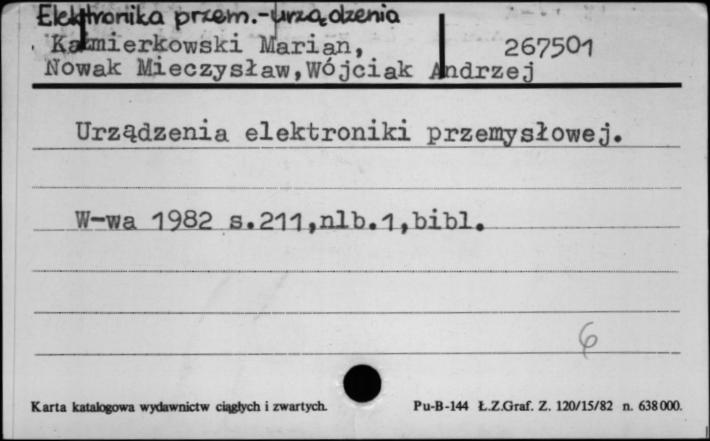 Elektronika przem.-urządzenia
Kaźmierkowski Marian, 267501
Nowak Mieczysław,Wójciak Andrzej
Urządzenia elektroniki przemysłowej.
W-wa 1982 s.211,nlb.1,bibl.
6
Karta katalogowa wydawnictw ciągłych i zwartych. Pu-B-144 Ł.Z.Graf. Z. 120/15/82 n. 638000.